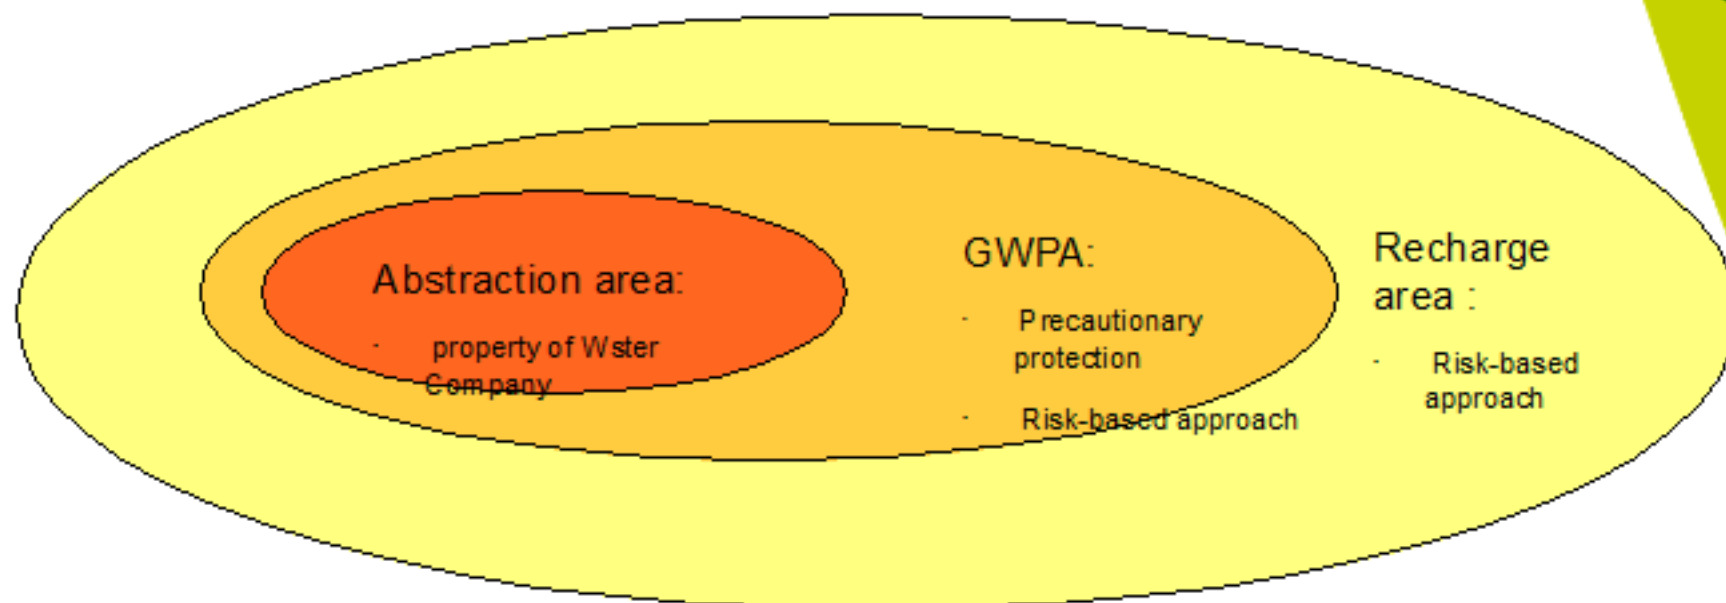 Abstraction area:
- property of Wster
Company
GWPA:
- Precautionary
protection
- Risk-based approach
Recharge
area :
- Risk-based
approach